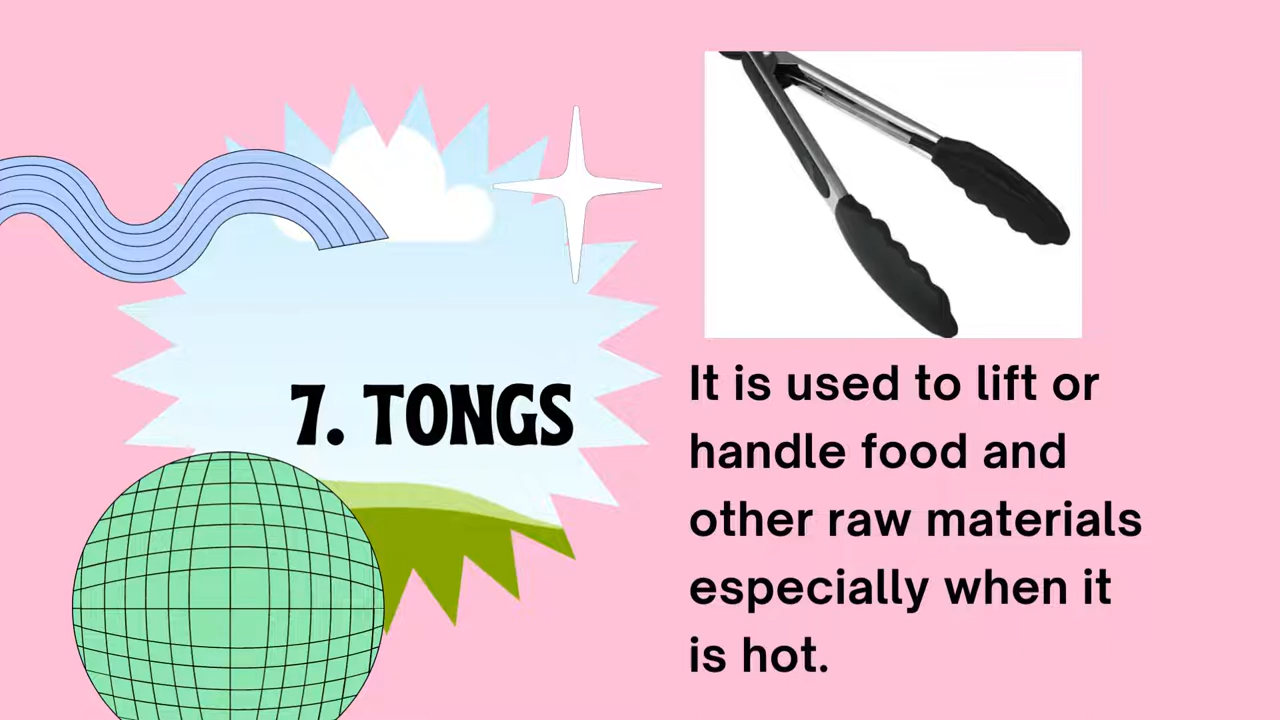 7. TONGS
It is used to lift or
handle food and
other raw materials
especially when it
is hot.